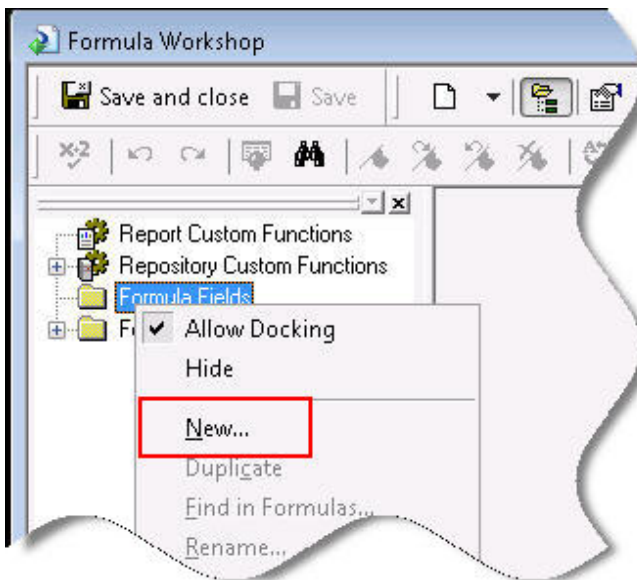 Formula Workshop
Save and close Save
x+2
Report Custom Functions
Repository Custom Functions
Formula Fields
F
Allow Docking
Hide
New...
Duplicate
Find in Formulas...
Rename...